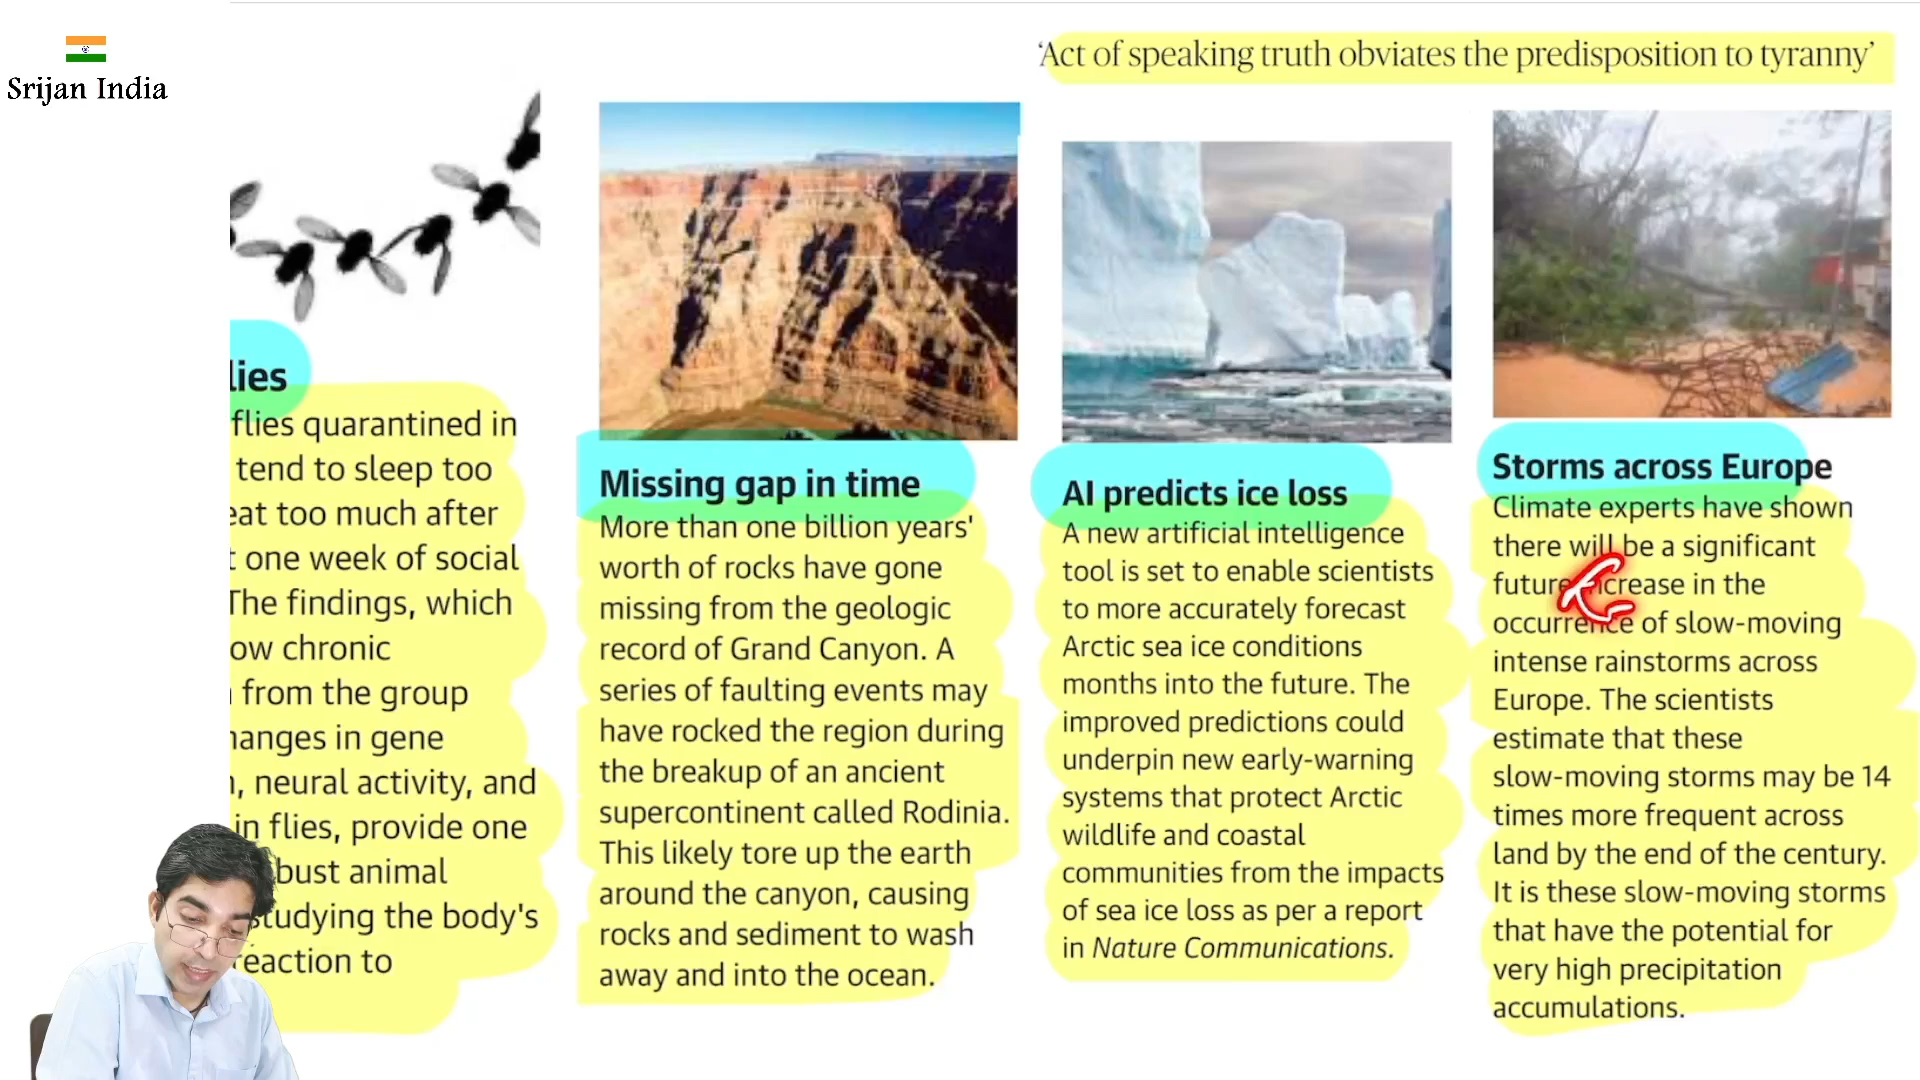 Srijan India
‘Act of speaking truth obviates the predisposition to tyranny’
lies
flies quarantined in
tend to sleep too
eat too much after
t one week of social
The findings, which
ow chronic
from the group
hanges in gene
n, neural activity, and
in flies, provide one
bust animal
studying the body's
reaction to
Missing gap in time
More than one billion years'
worth of rocks have gone
missing from the geologic
record of Grand Canyon. A
series of faulting events may
have rocked the region during
the breakup of an ancient
supercontinent called Rodinia.
This likely tore up the earth
around the canyon, causing
rocks and sediment to wash
away and into the ocean.
AI predicts ice loss
A new artificial intelligence
tool is set to enable scientists
to more accurately forecast
Arctic sea ice conditions
months into the future. The
improved predictions could
underpin new early-warning
systems that protect Arctic
wildlife and coastal
communities from the impacts
of sea ice loss as per a report
in Nature Communications.
Storms across Europe
Climate experts have shown
there will be a significant
future increase in the
occurrence of slow-moving
intense rainstorms across
Europe. The scientists
estimate that these
slow-moving storms may be 14
times more frequent across
land by the end of the century.
It is these slow-moving storms
that have the potential for
very high precipitation
accumulations.